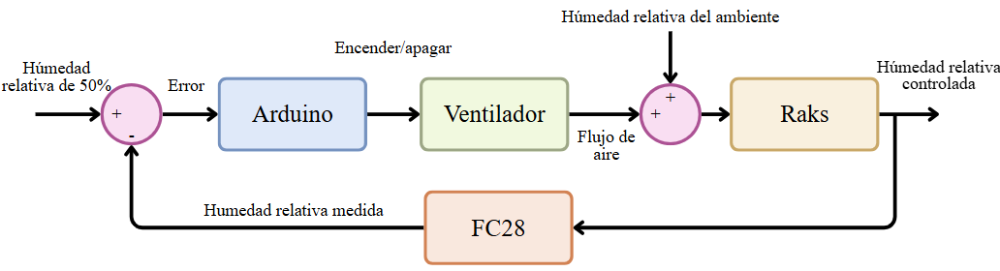 Húmedad relativa del ambiente
Encender/apagar
Húmedad
relativa de 50%
Error
Húmedad relativa
controlada
+
-
Arduino
Ventilador
Flujo de
aire
+
+
Raks
Humedad relativa medida
FC28